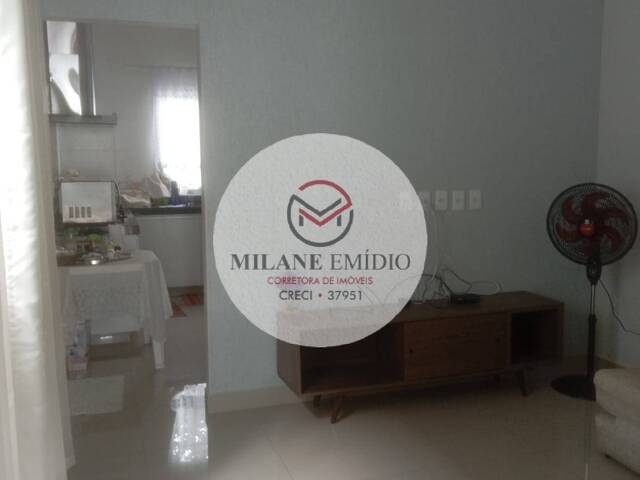 MILANE EMÍDIO
CORRETORA DE IMÓVEIS
CRECI • 37951